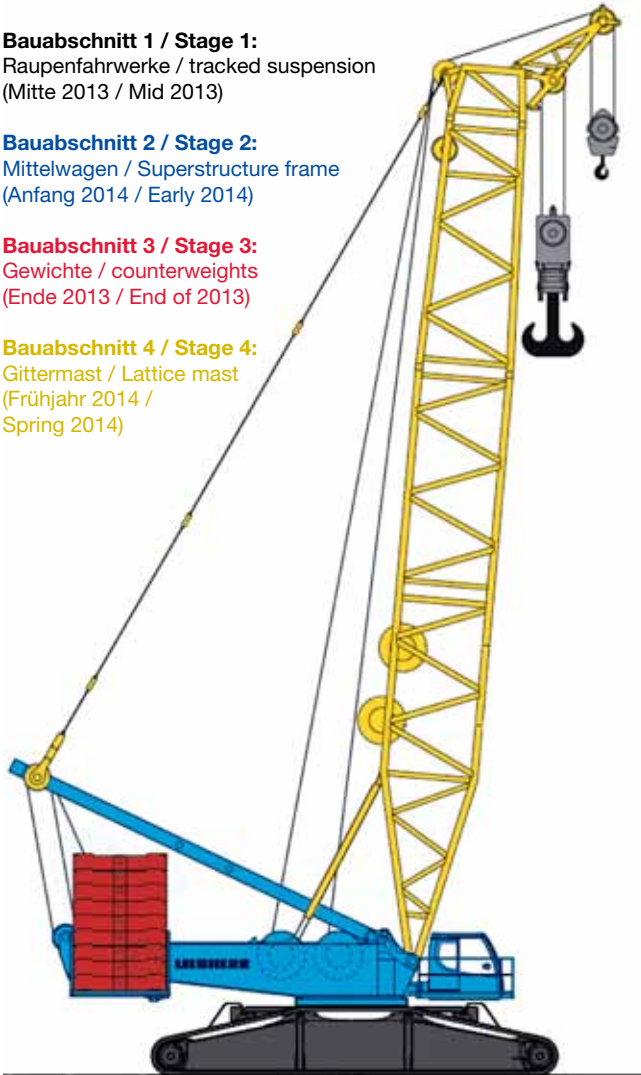 Bauabschnitt 1 / Stage 1:
Raupenfahrwerke / tracked suspension
(Mitte 2013 / Mid 2013)
Bauabschnitt 2 / Stage 2:
Mittelwagen / Superstructure frame
(Anfang 2014 / Early 2014)
Bauabschnitt 3 / Stage 3:
Gewichte / counterweights
(Ende 2013 / End of 2013)
Bauabschnitt 4 / Stage 4:
Gittermast / Lattice mast
(Frühjahr 2014 /
Spring 2014)
LIEBHERR